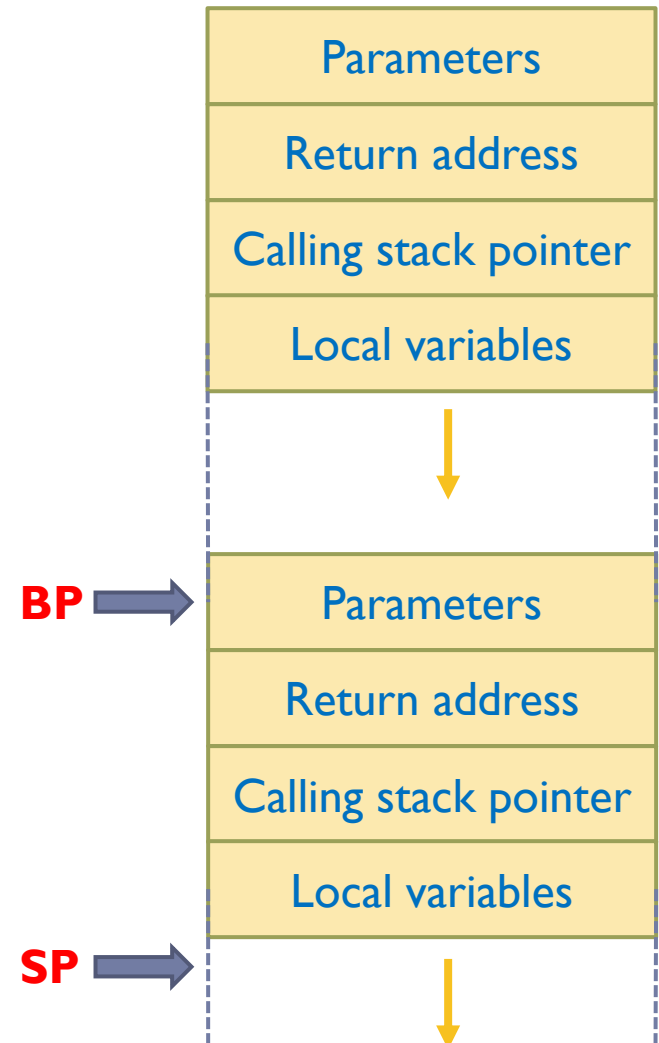 Parameters
Return address
Calling stack pointer
Local variables
BP
Parameters
Return address
Calling stack pointer
Local variables
SP